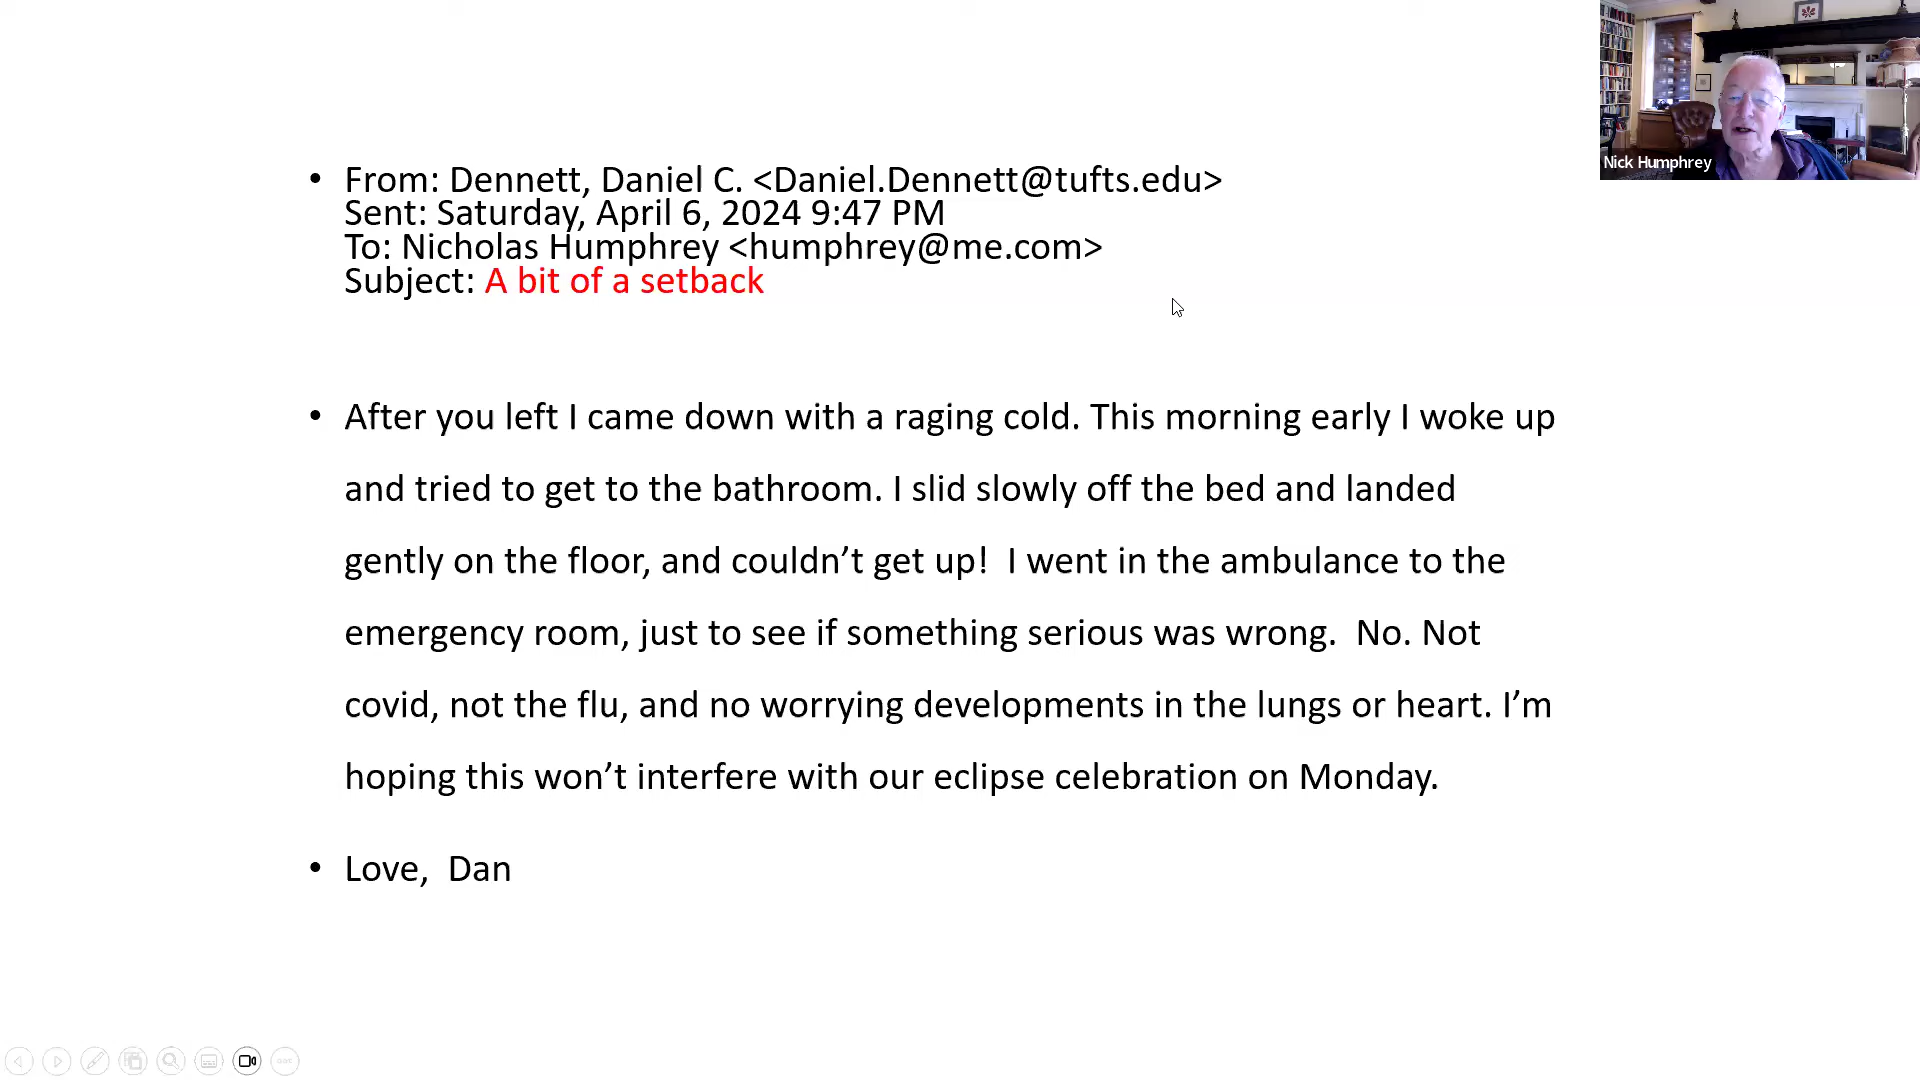 Nick Humphrey
• From: Dennett, Daniel C. <Daniel.Dennett@tufts.edu>
Sent: Saturday, April 6, 2024 9:47 PM
To: Nicholas Humphrey <humphrey@me.com>
Subject: A bit of a setback
• After you left I came down with a raging cold. This morning early I woke up
and tried to get to the bathroom. I slid slowly off the bed and landed
gently on the floor, and couldn’t get up!  I went in the ambulance to the
emergency room, just to see if something serious was wrong.  No. Not
covid, not the flu, and no worrying developments in the lungs or heart. I’m
hoping this won’t interfere with our eclipse celebration on Monday.
• Love,  Dan